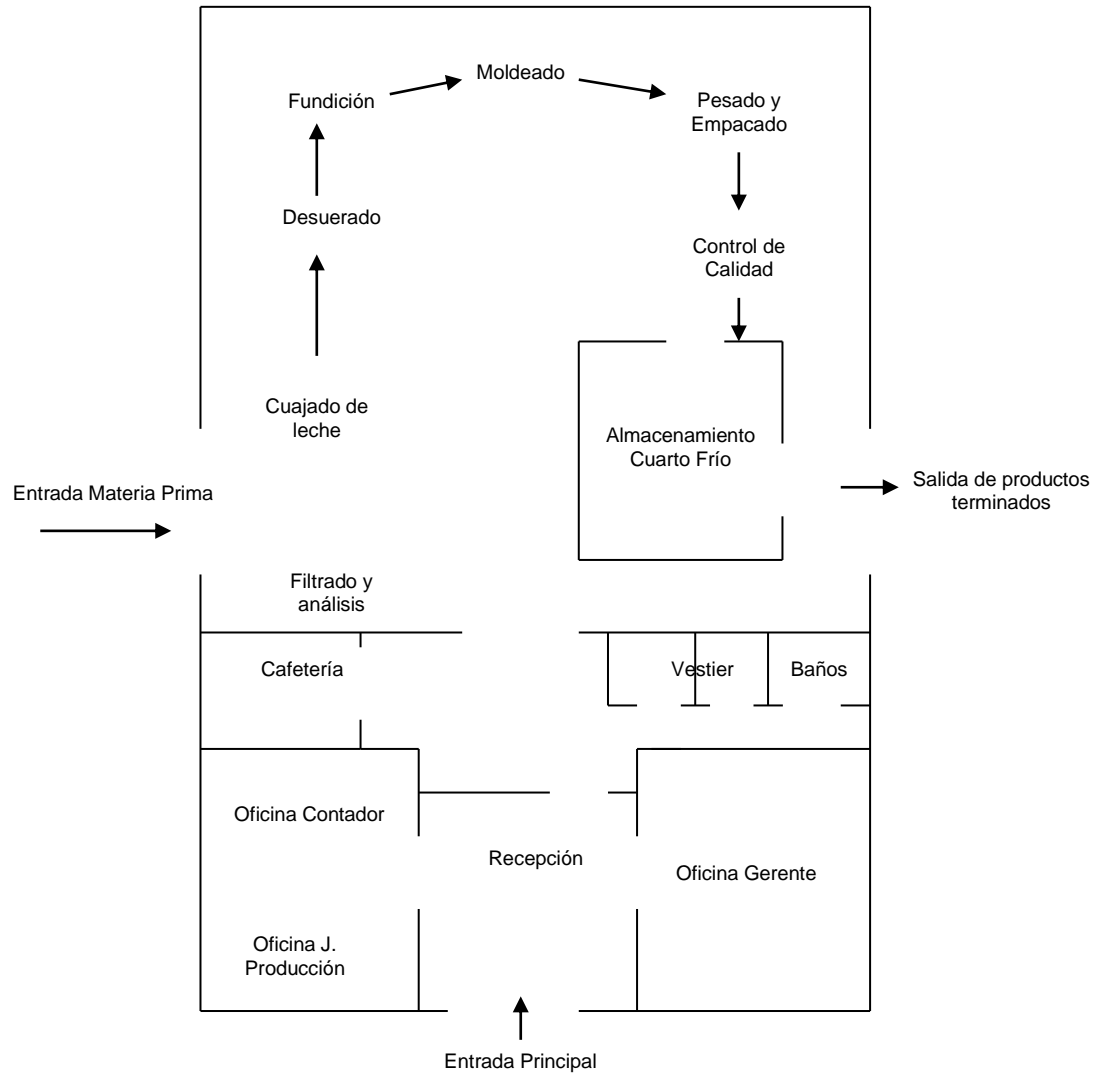 Moldeado
Fundición
Pesado y
Empacado
Desuerado
Control de
Calidad
Cuajado de
leche
Almacenamiento
Cuarto Frío
Entrada Materia Prima
Salida de productos
terminados
Filtrado y
análisis
Cafetería
Vestier
Baños
Oficina Contador
Recepción
Oficina Gerente
Oficina J.
Producción
Entrada Principal